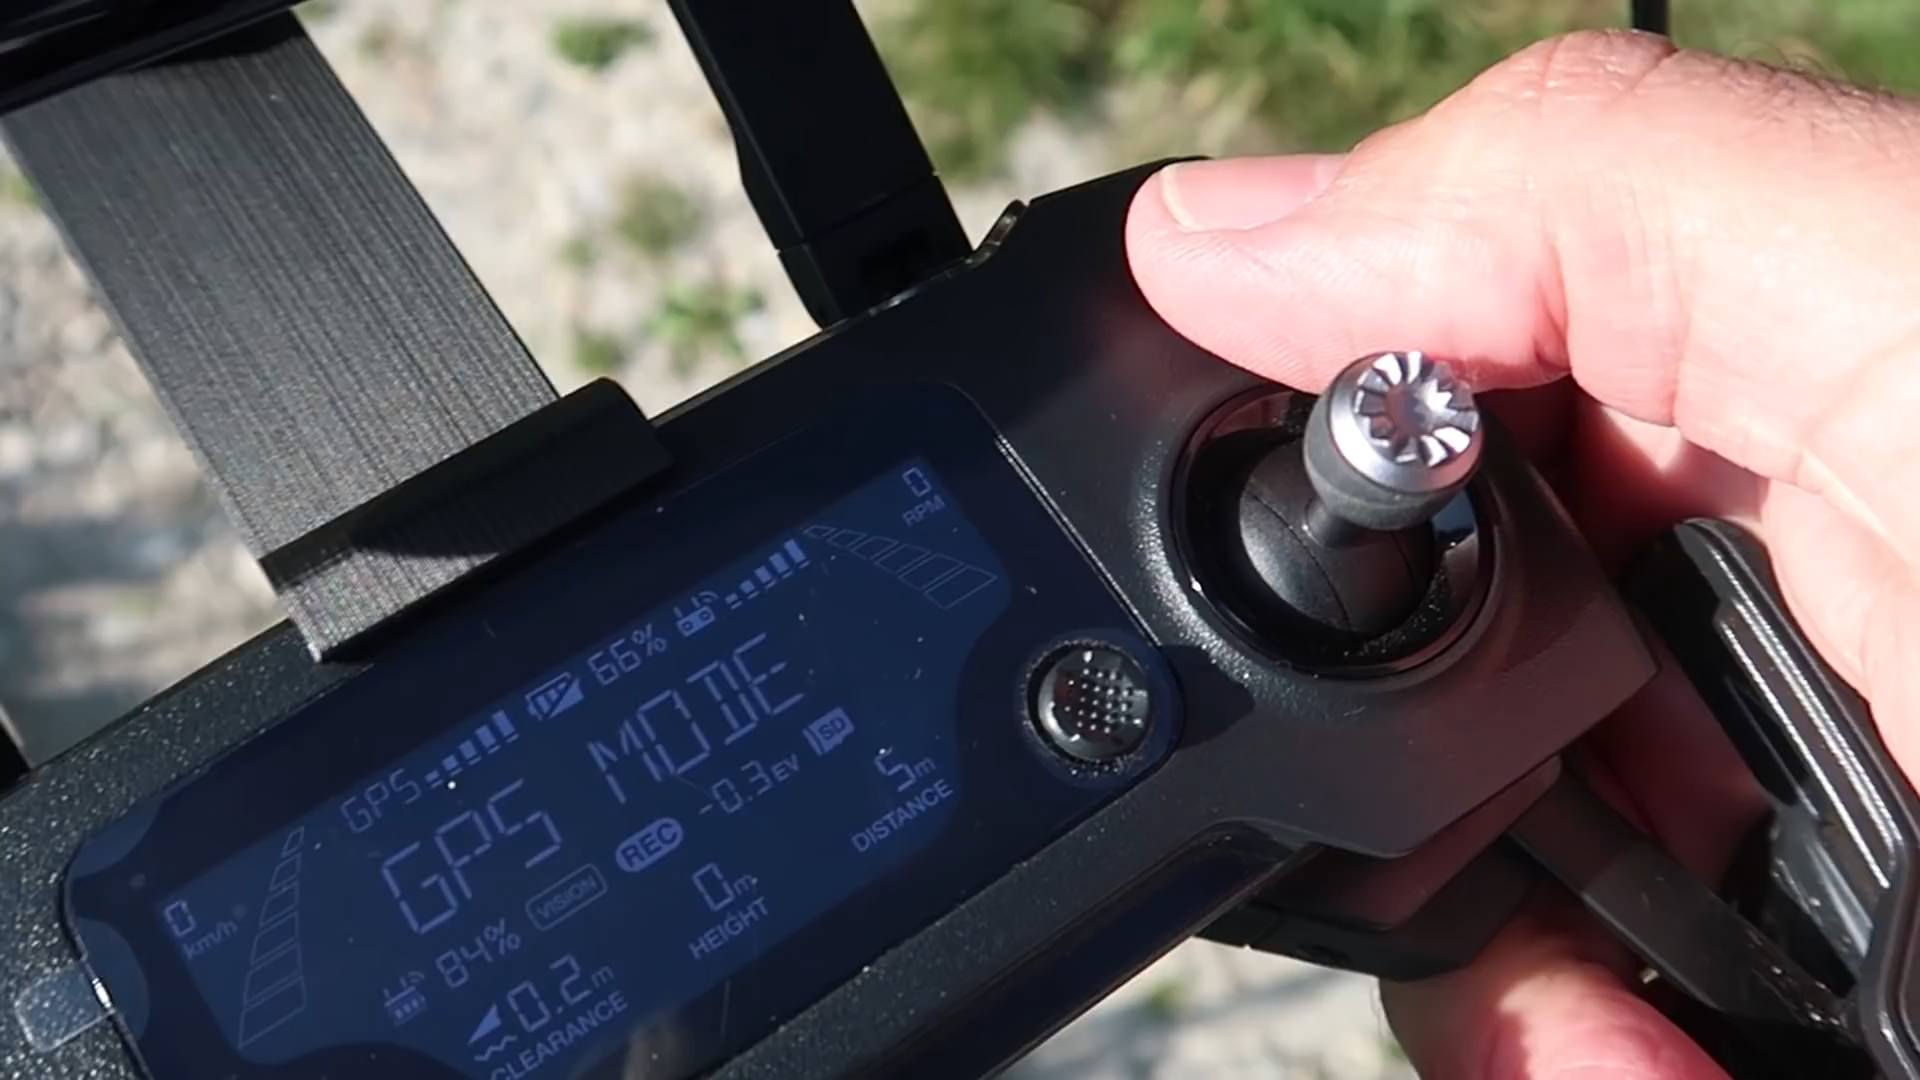 GPS 66%
0 RPM
GPS MODE
0 km/h
84% VISION REC -0.3EV SD
0.2m CLEARANCE
0m HEIGHT
5m DISTANCE